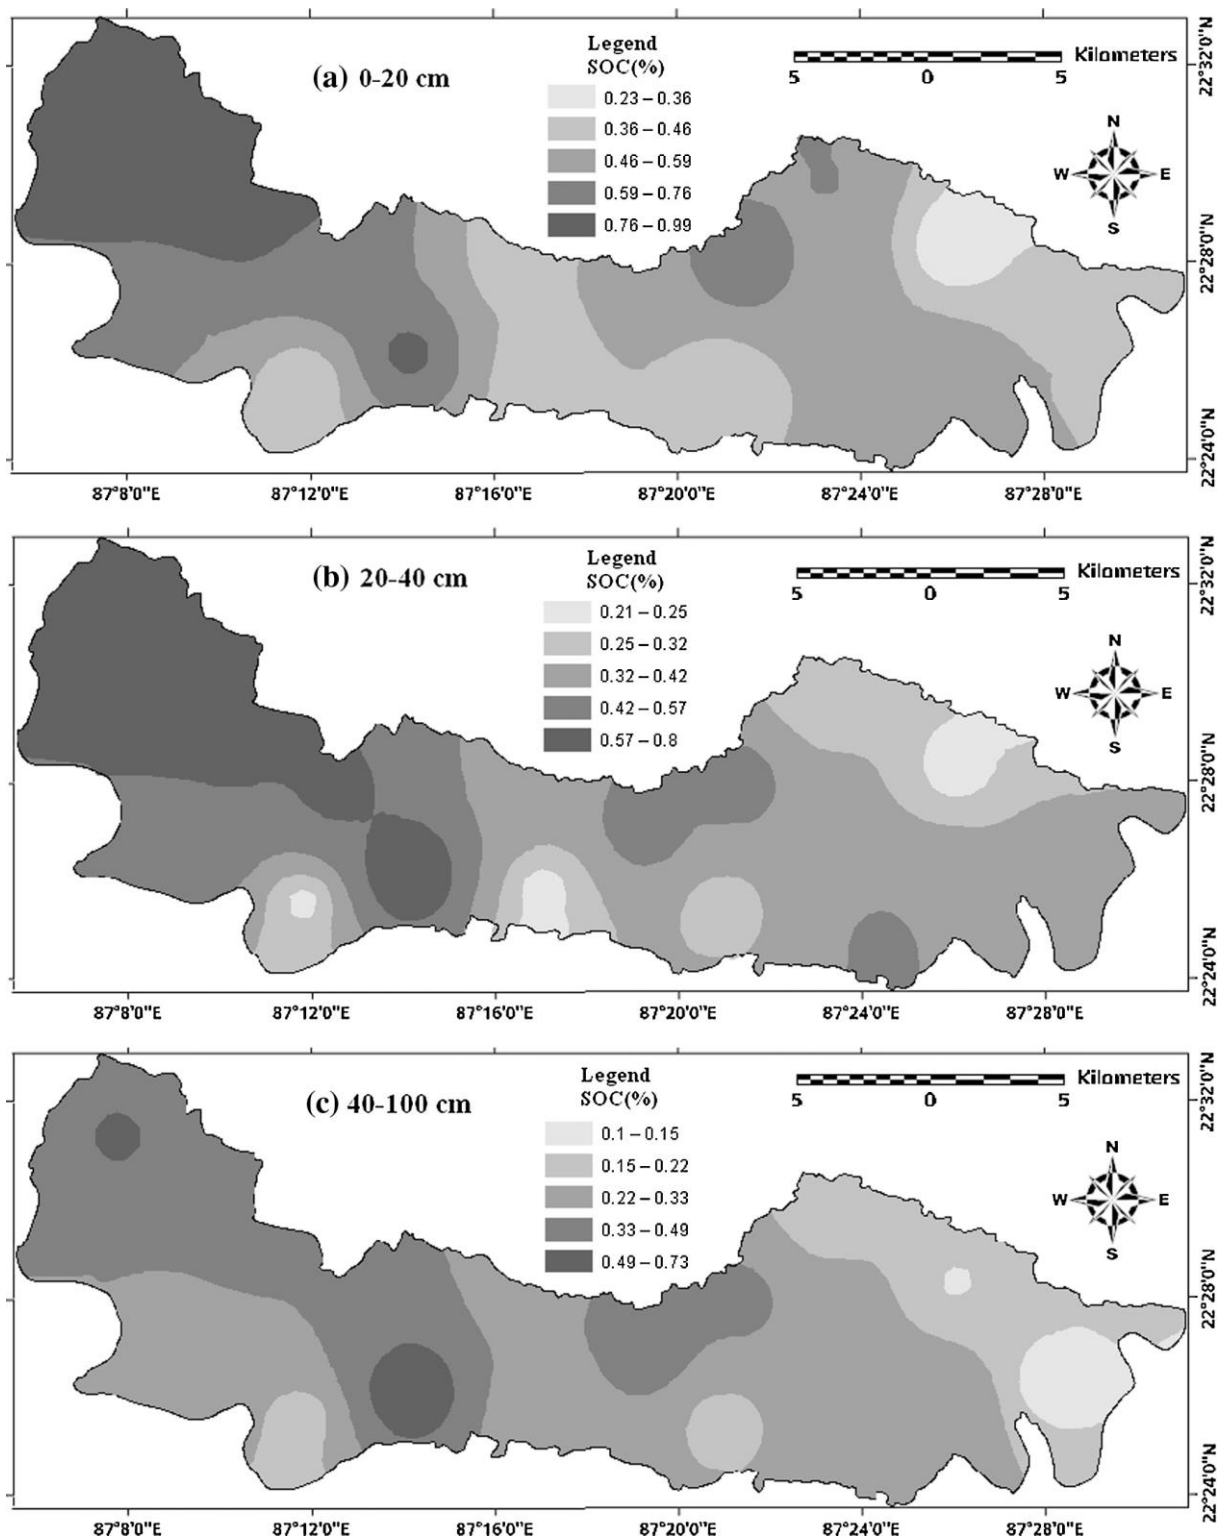 (a) 0-20 cm
Legend
SOC(%)
0.23 – 0.36
0.36 – 0.46
0.46 – 0.59
0.59 – 0.76
0.76 – 0.99
Kilometers
5 0 5
N
W E
S
22°32'0"N
22°28'0"N
22°24'0"N
87°8'0"E 87°12'0"E 87°16'0"E 87°20'0"E 87°24'0"E 87°28'0"E
(b) 20-40 cm
Legend
SOC(%)
0.21 – 0.25
0.25 – 0.32
0.32 – 0.42
0.42 – 0.57
0.57 – 0.8
Kilometers
5 0 5
N
W E
S
22°32'0"N
22°28'0"N
22°24'0"N
87°8'0"E 87°12'0"E 87°16'0"E 87°20'0"E 87°24'0"E 87°28'0"E
(c) 40-100 cm
Legend
SOC(%)
0.1 – 0.15
0.15 – 0.22
0.22 – 0.33
0.33 – 0.49
0.49 – 0.73
Kilometers
5 0 5
N
W E
S
22°32'0"N
22°28'0"N
22°24'0"N
87°8'0"E 87°12'0"E 87°16'0"E 87°20'0"E 87°24'0"E 87°28'0"E